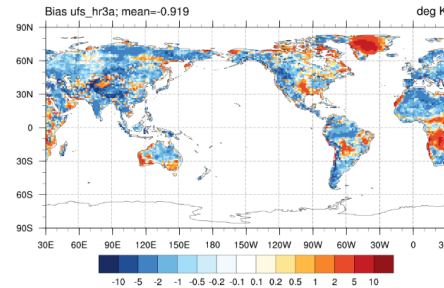 Bias ufs_hr3a; mean=-0.919 deg K
90N
60N
30N
0
30S
60S
90S
30E 60E 90E 120E 150E 180 150W 120W 90W 60W 30W 0 3
-10 -5 -2 -1 -0.5 -0.2 -0.1 0.1 0.2 0.5 1 2 5 10